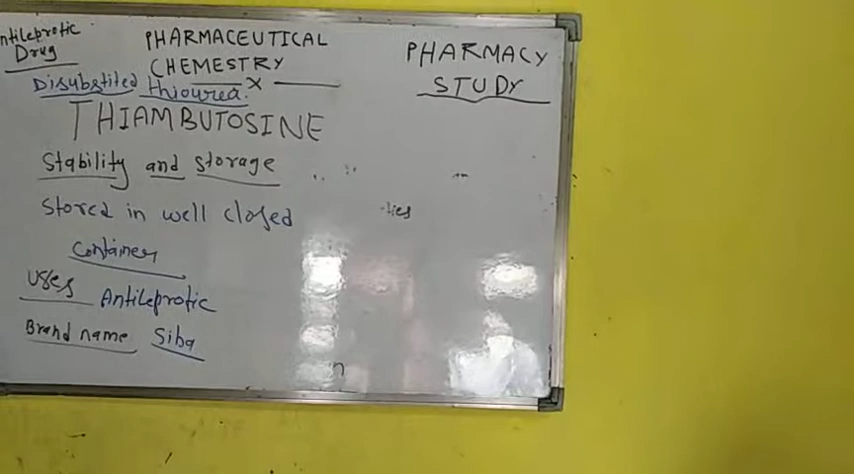 ntileprotic
Drug
PHARMACEUTICAL
CHEMESTRY
x
Disubstited thiourea.
PHARMACY
STUDY
THIAMBUTOSINE
Stability and storage
Stored in well closed
Container
ties
Uses Antileprotic
Brand name Siba
n